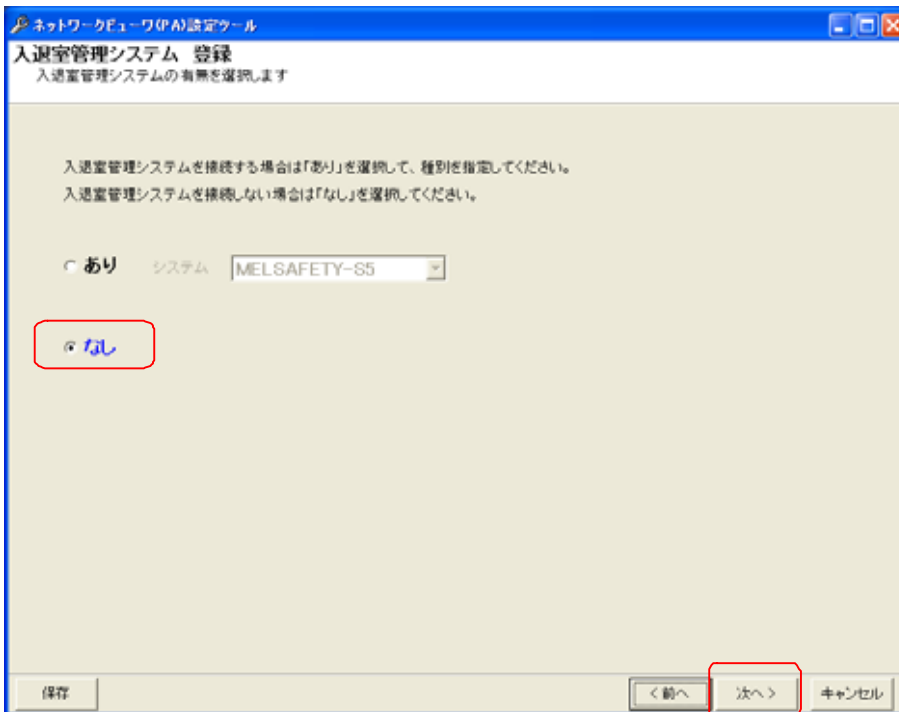 ネットワークビューワ(PA)設定ツール
入退室管理システム 登録
入退室管理システムの有無を選択します
入退室管理システムを接続する場合は「あり」を選択して、種別を指定してください。
入退室管理システムを接続しない場合は「なし」を選択してください。
あり システム MELSAFETY-S5
なし
保存 <前へ 次へ> キャンセル